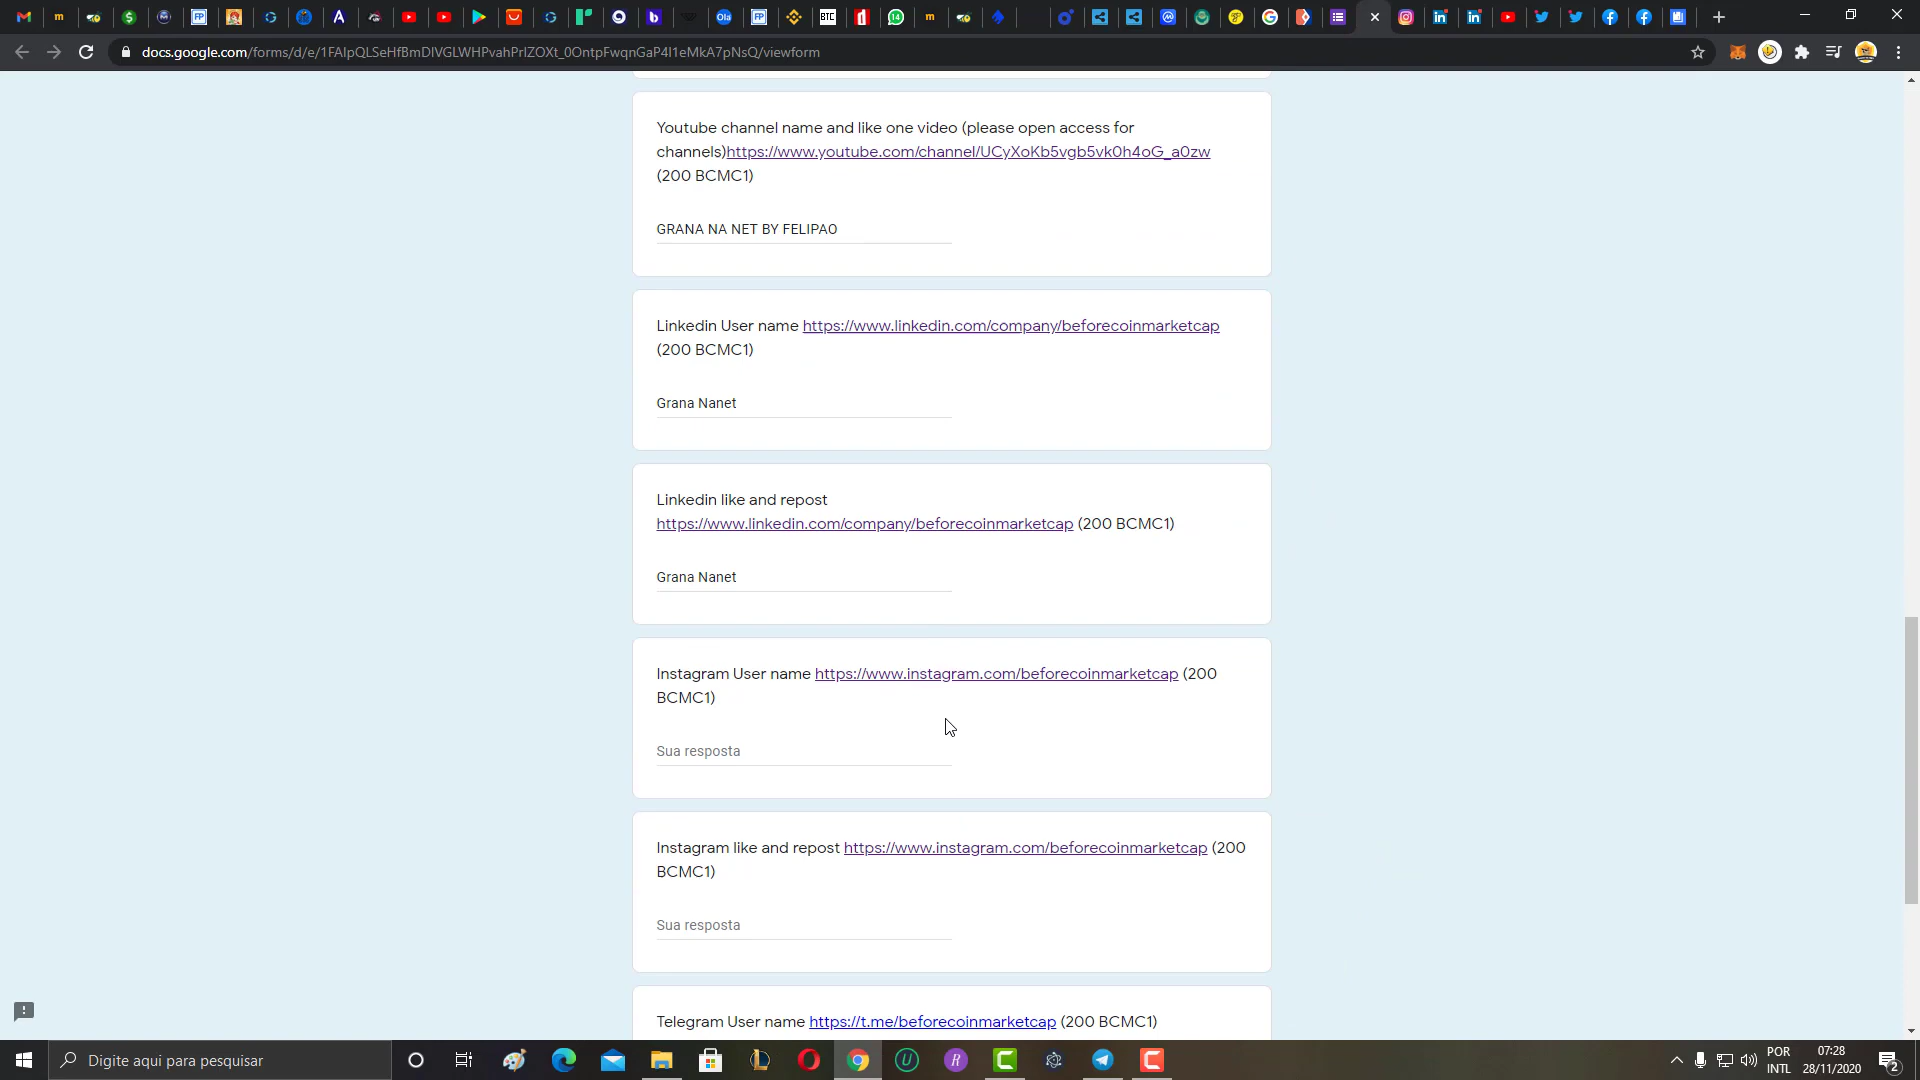 docs.google.com/forms/d/e/1FAIpQLSeHfBmDlVGLWHPvahPrIZOXt_0OntpFwqnGaP4I1eMkA7pNsQ/viewform
Youtube channel name and like one video (please open access for
channels)https://www.youtube.com/channel/UCyXoKb5vgb5vk0h4oG_a0zw
(200 BCMC1)
GRANA NA NET BY FELIPAO
Linkedin User name https://www.linkedin.com/company/beforecoinmarketcap
(200 BCMC1)
Grana Nanet
Linkedin like and repost
https://www.linkedin.com/company/beforecoinmarketcap (200 BCMC1)
Grana Nanet
Instagram User name https://www.instagram.com/beforecoinmarketcap (200
BCMC1)
Sua resposta
Instagram like and repost https://www.instagram.com/beforecoinmarketcap (200
BCMC1)
Sua resposta
Telegram User name https://t.me/beforecoinmarketcap (200 BCMC1)
Digite aqui para pesquisar
POR
INTL
07:28
28/11/2020
2